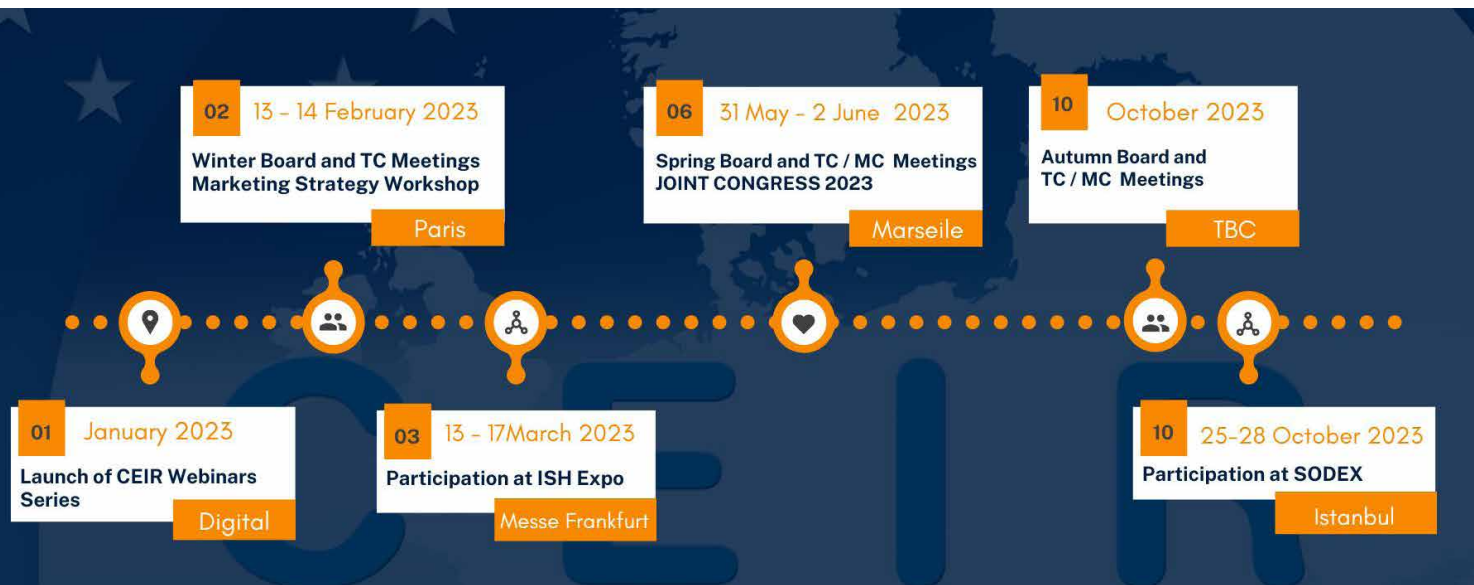 02 13 - 14 February 2023
Winter Board and TC Meetings
Marketing Strategy Workshop
Paris
06 31 May - 2 June 2023
Spring Board and TC / MC Meetings
JOINT CONGRESS 2023
Marseile
10 October 2023
Autumn Board and
TC / MC Meetings
TBC
01 January 2023
Launch of CEIR Webinars
Series
Digital
03 13 - 17March 2023
Participation at ISH Expo
Messe Frankfurt
10 25-28 October 2023
Participation at SODEX
Istanbul
CEIR